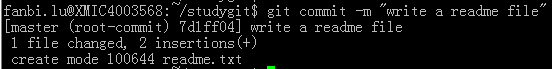 fanbi.lu@XMIC4003568:/studygit$ git commit -m "write a readme file"
[master (root-commit) 7d1ff04] write a readme file
 1 file changed, 2 insertions(+)
 create mode 100644 readme.txt